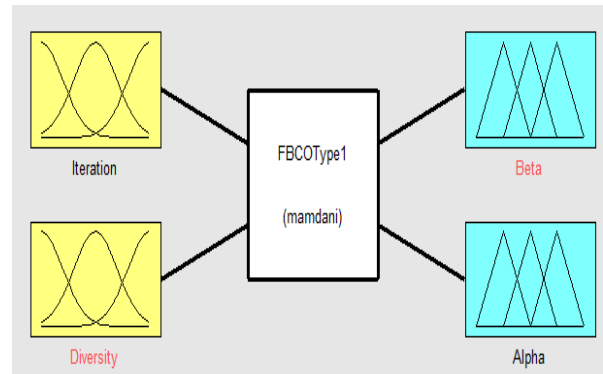 Iteration
Diversity
FBCOType1
(mamdani)
Beta
Alpha